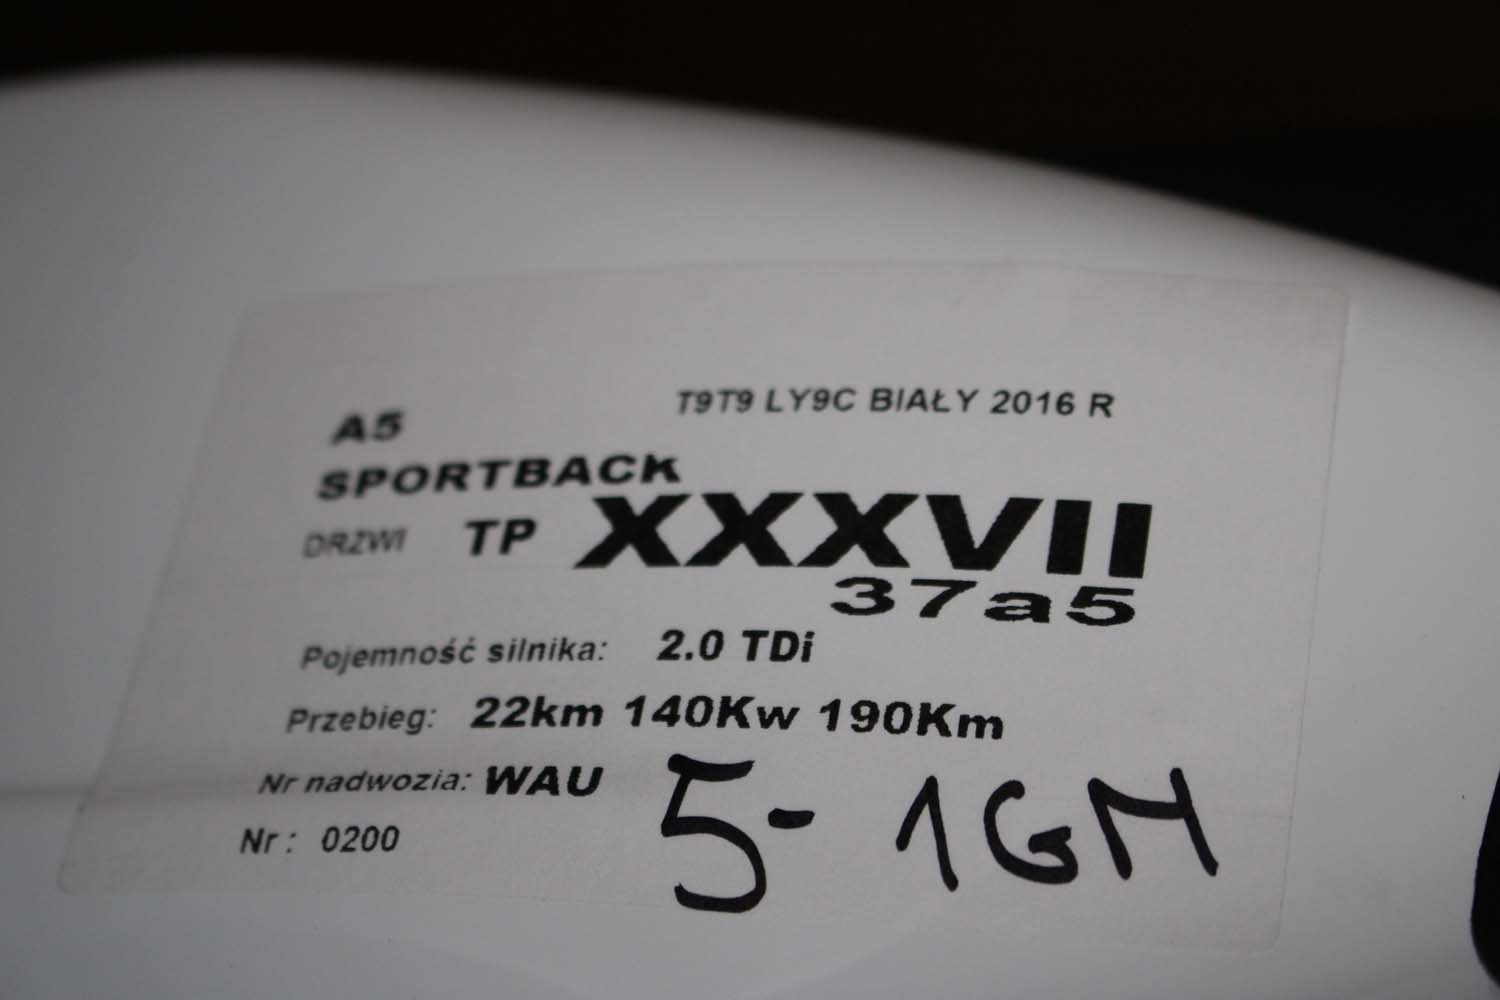 T9T9 LY9C BIAŁY 2016 R
A5
SPORTBACK
DRZWI TP XXXVII
37a5
Pojemność silnika: 2.0 TDi
Przebieg: 22km 140Kw 190Km
Nr nadwozia: WAU
Nr : 0200
5- 1GM